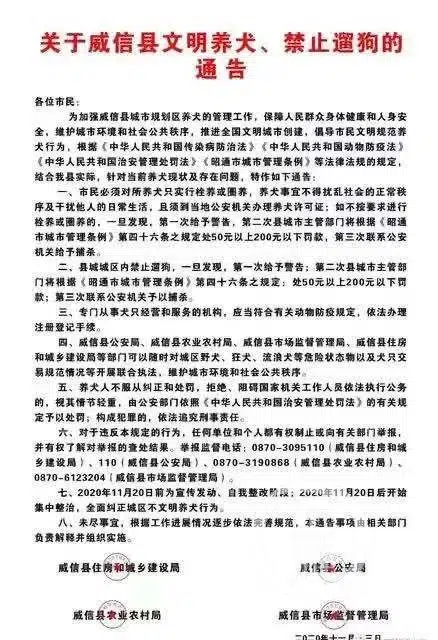 关于威信县文明养犬、禁止遛狗的
通告
各位市民：
为加强威信县城市规划区养犬的管理工作，保障人民群众身体健康和人身安
全，维护城市环境和社会公共秩序，推进全国文明城市创建，倡导市民文明规范养
犬行为，根据《中华人民共和国传染病防治法》《中华人民共和国动物防疫法》
《中华人民共和国治安管理处罚法》《昭通市城市管理条例》等法律法规的规定，
结合我县实际，针对当前养犬现状及存在问题，特作如下通告：
一、市民必须对所养犬只实行栓养或圈养，养犬事宜不得扰乱社会的正常秩
序及干扰他人的日常生活，且须到当地公安机关办理养犬许可证；如不按要求进行
栓养或圈养的，一旦发现，第一次给予警告，第二次县城市主管部门将根据《昭通
市城市管理条例》第四十六条之规定处50元以上200元以下罚款，第三次联系公安
机关给予捕杀。
二、县城城区内禁止遛狗，一旦发现，第一次给予警告；第二次县城市主管部
门将根据《昭通市城市管理条例》第四十六条之规定；处50元以上200元以下罚
款；第三次联系公安机关予以捕杀。
三、专门从事犬只经营和服务的机构，应当符合有关动物防疫规定，依法办理
注册登记手续。
四、威信县公安局、威信县农业农村局、威信县市场监督管理局、威信县住房
和城乡建设局等部门可以随时对城区野犬、狂犬、流浪犬等危险状态物以及犬只交
易规范情况等开展联合执法，维护城市环境和社会公共秩序。
五、养犬人不服从纠正和处罚，拒绝、阻碍国家机关工作人员依法执行公务
的，视其情节轻重，由公安部门依照《中华人民共和国治安管理处罚法》的有关
规定予以处罚；构成犯罪的，依法追究刑事责任。
六、对于违反本规定的行为，任何单位和个人都有权制止或向有关部门举报，
并有权了解对举报的查处结果。举报监督电话：0870-3095110（威信县住房和城
乡建设局）、110（威信县公安局）、0870-3190868（威信县农业农村局）、
0870-6123204（威信县市场监督管理局）。
七、2020年11月20日前为宣传发动、自我整改阶段；2020年11月20日后开始
集中整治，全面纠正城区不文明养犬行为。
八、未尽事宜，根据工作进展情况逐步依法完善规范，本通告事项由相关部门
负责解释并组织实施。
威信县住房和城乡建设局 威信县公安局
威信县农业农村局 威信县市场监督管理局
二〇二〇年十一月十三日